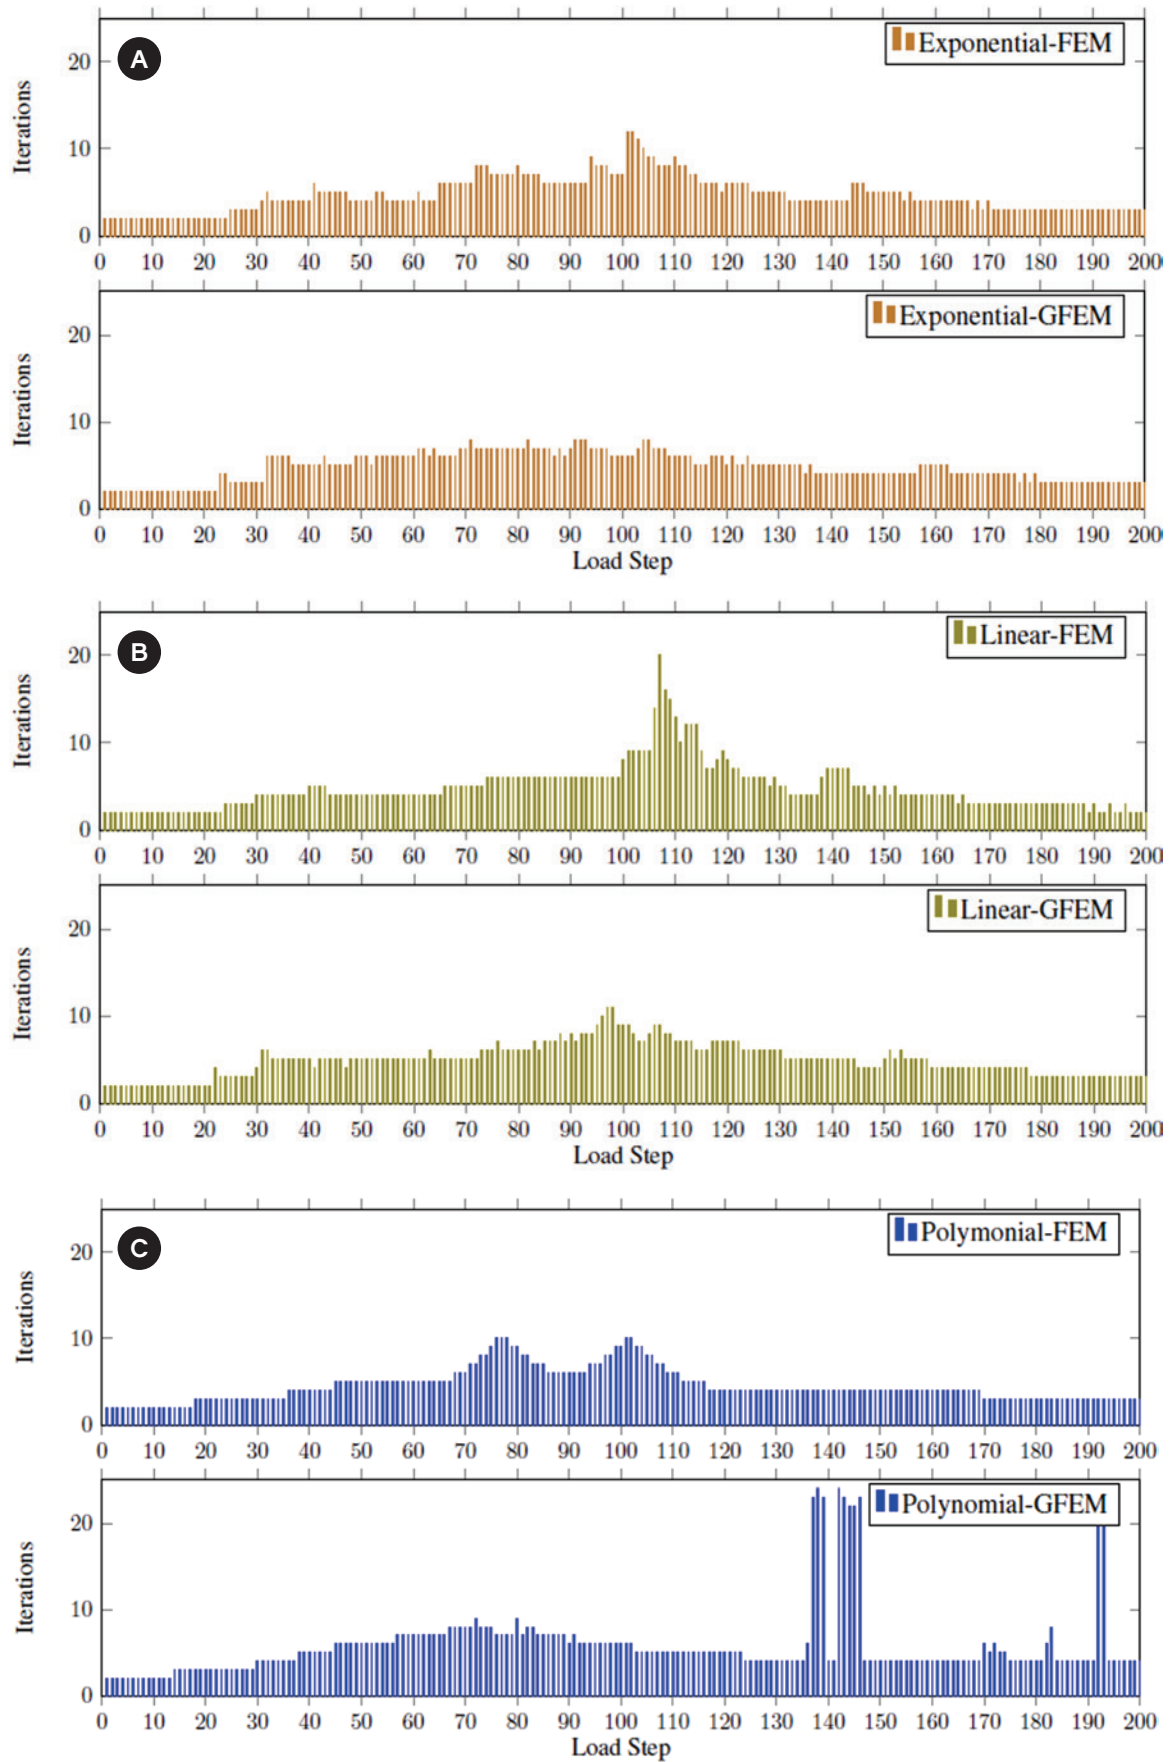 A
Exponential-FEM
Iterations
20
10
0
0 10 20 30 40 50 60 70 80 90 100 110 120 130 140 150 160 170 180 190 200
Exponential-GFEM
Iterations
20
10
0
0 10 20 30 40 50 60 70 80 90 100 110 120 130 140 150 160 170 180 190 200
Load Step
B
Linear-FEM
Iterations
20
10
0
0 10 20 30 40 50 60 70 80 90 100 110 120 130 140 150 160 170 180 190 200
Linear-GFEM
Iterations
20
10
0
0 10 20 30 40 50 60 70 80 90 100 110 120 130 140 150 160 170 180 190 200
Load Step
C
Polymonial-FEM
Iterations
20
10
0
0 10 20 30 40 50 60 70 80 90 100 110 120 130 140 150 160 170 180 190 200
Polynomial-GFEM
Iterations
20
10
0
0 10 20 30 40 50 60 70 80 90 100 110 120 130 140 150 160 170 180 190 200
Load Step